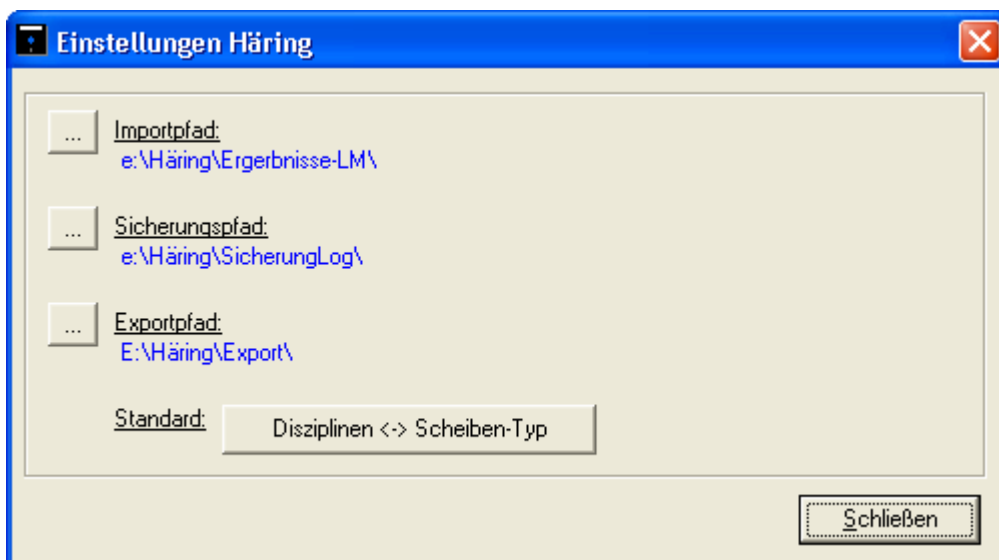 Einstellungen Häring
...
Importpfad:
e:\Häring\Ergerbnisse-LM\
...
Sicherungspfad:
e:\Häring\SicherungLog\
...
Exportpfad:
E:\Häring\Export\
Standard:
Disziplinen <-> Scheiben-Typ
Schließen